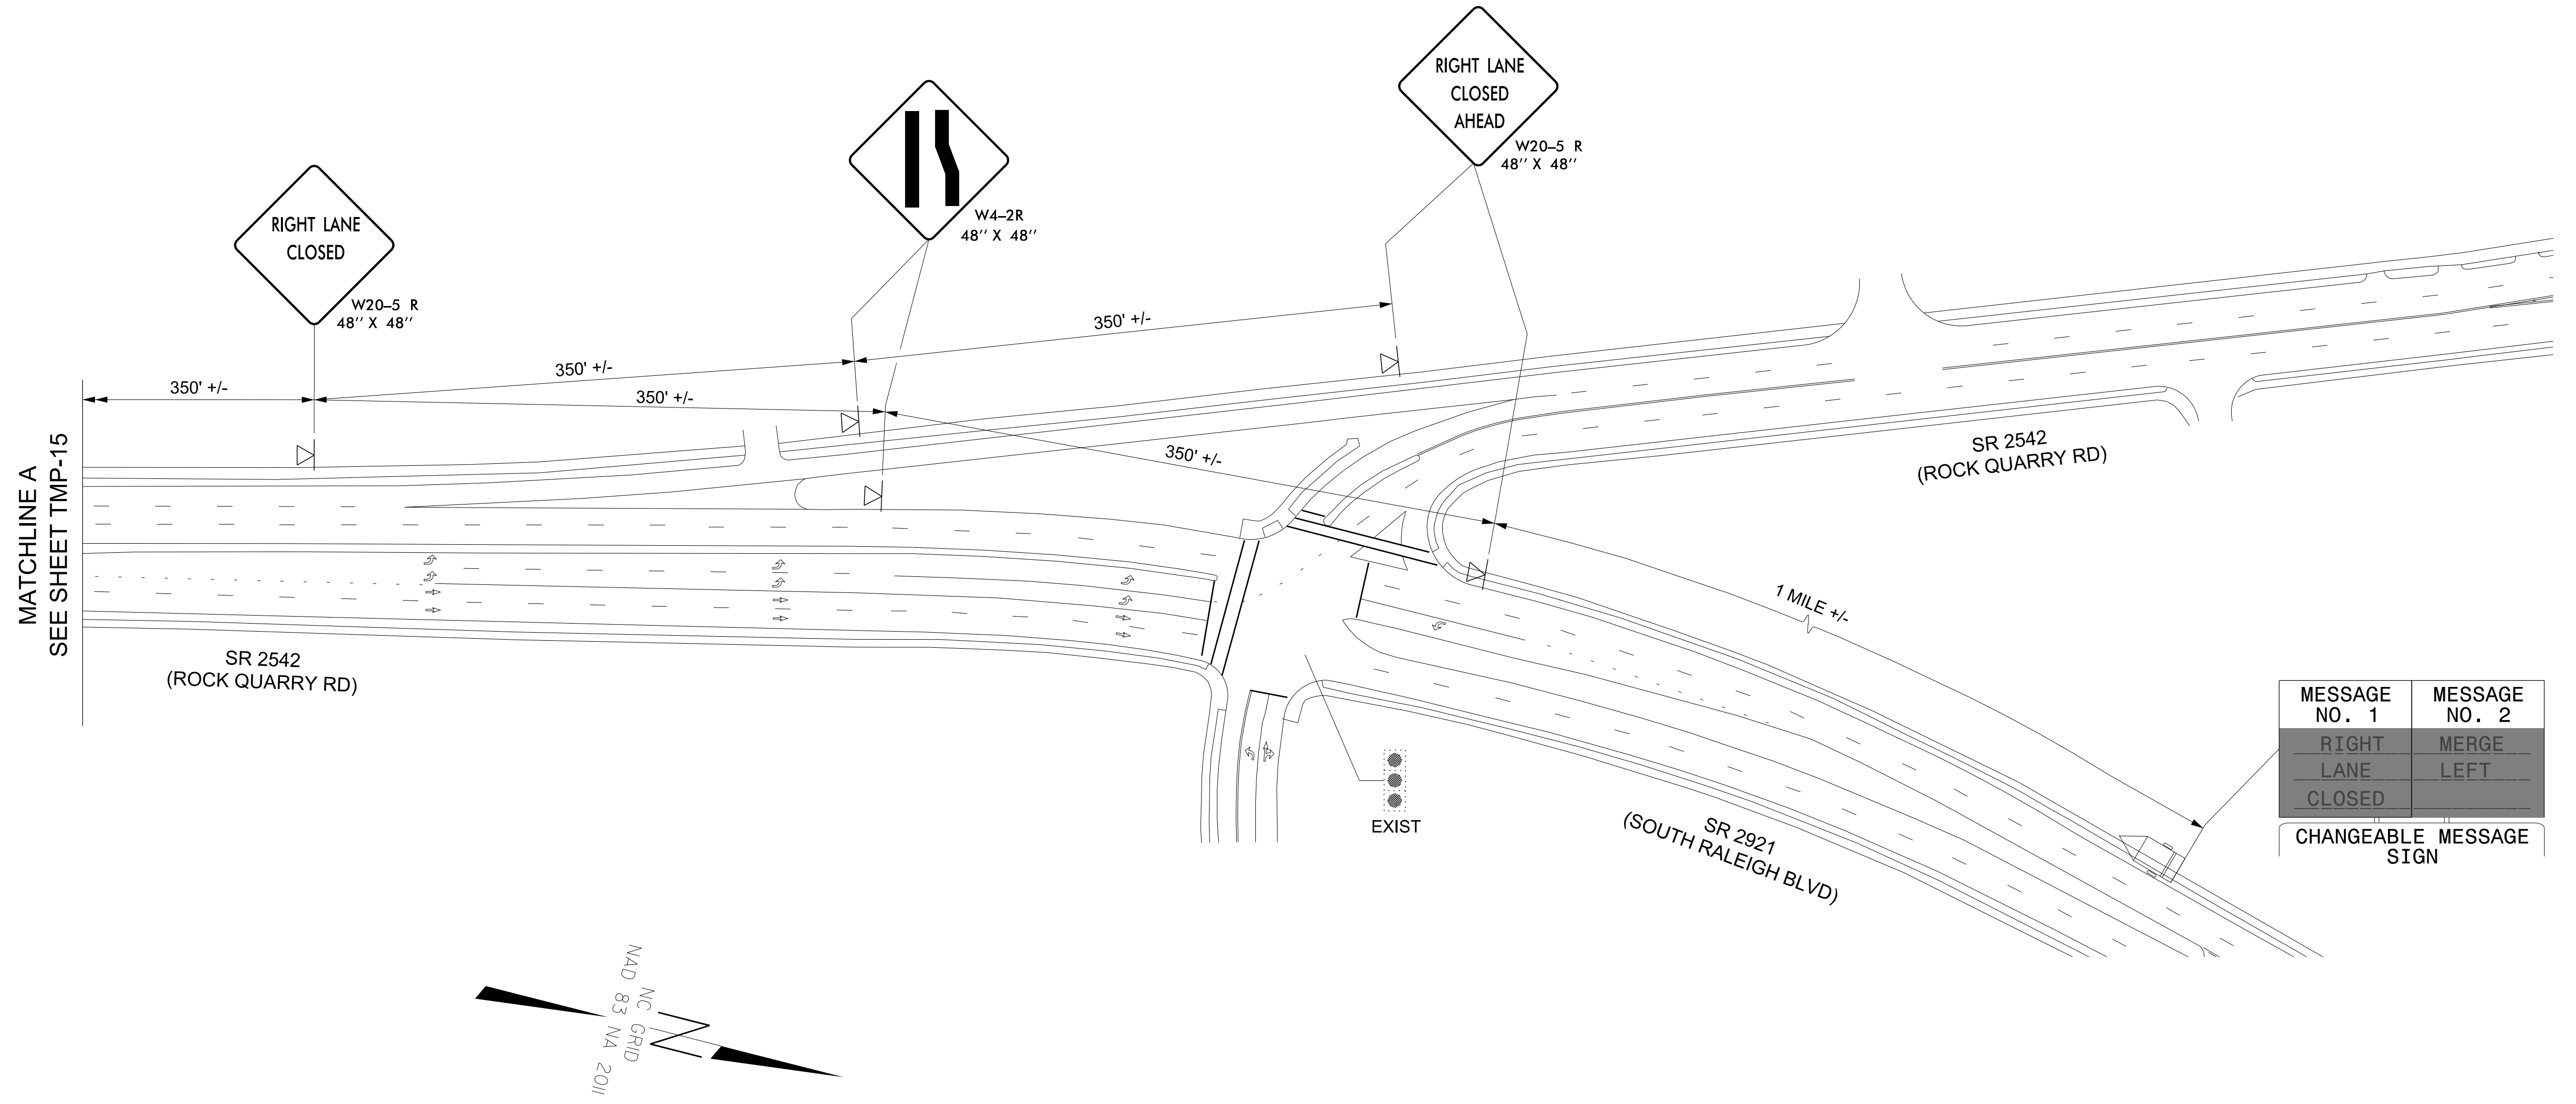 RIGHT LANE
CLOSED
AHEAD
W20-5 R
48'' X 48''
W4-2R
48'' X 48''
RIGHT LANE
CLOSED
W20-5 R
48'' X 48''
350' +/-
350' +/-
350' +/-
350' +/-
350' +/-
MATCHLINE A
SEE SHEET TMP-15
SR 2542
(ROCK QUARRY RD)
SR 2542
(ROCK QUARRY RD)
1 MILE +/-
SR 2921
(SOUTH RALEIGH BLVD)
EXIST
MESSAGE
NO. 1
RIGHT
LANE
CLOSED
MESSAGE
NO. 2
MERGE
LEFT
CHANGEABLE MESSAGE
SIGN
NC GRID
NAD 83 NA 2011